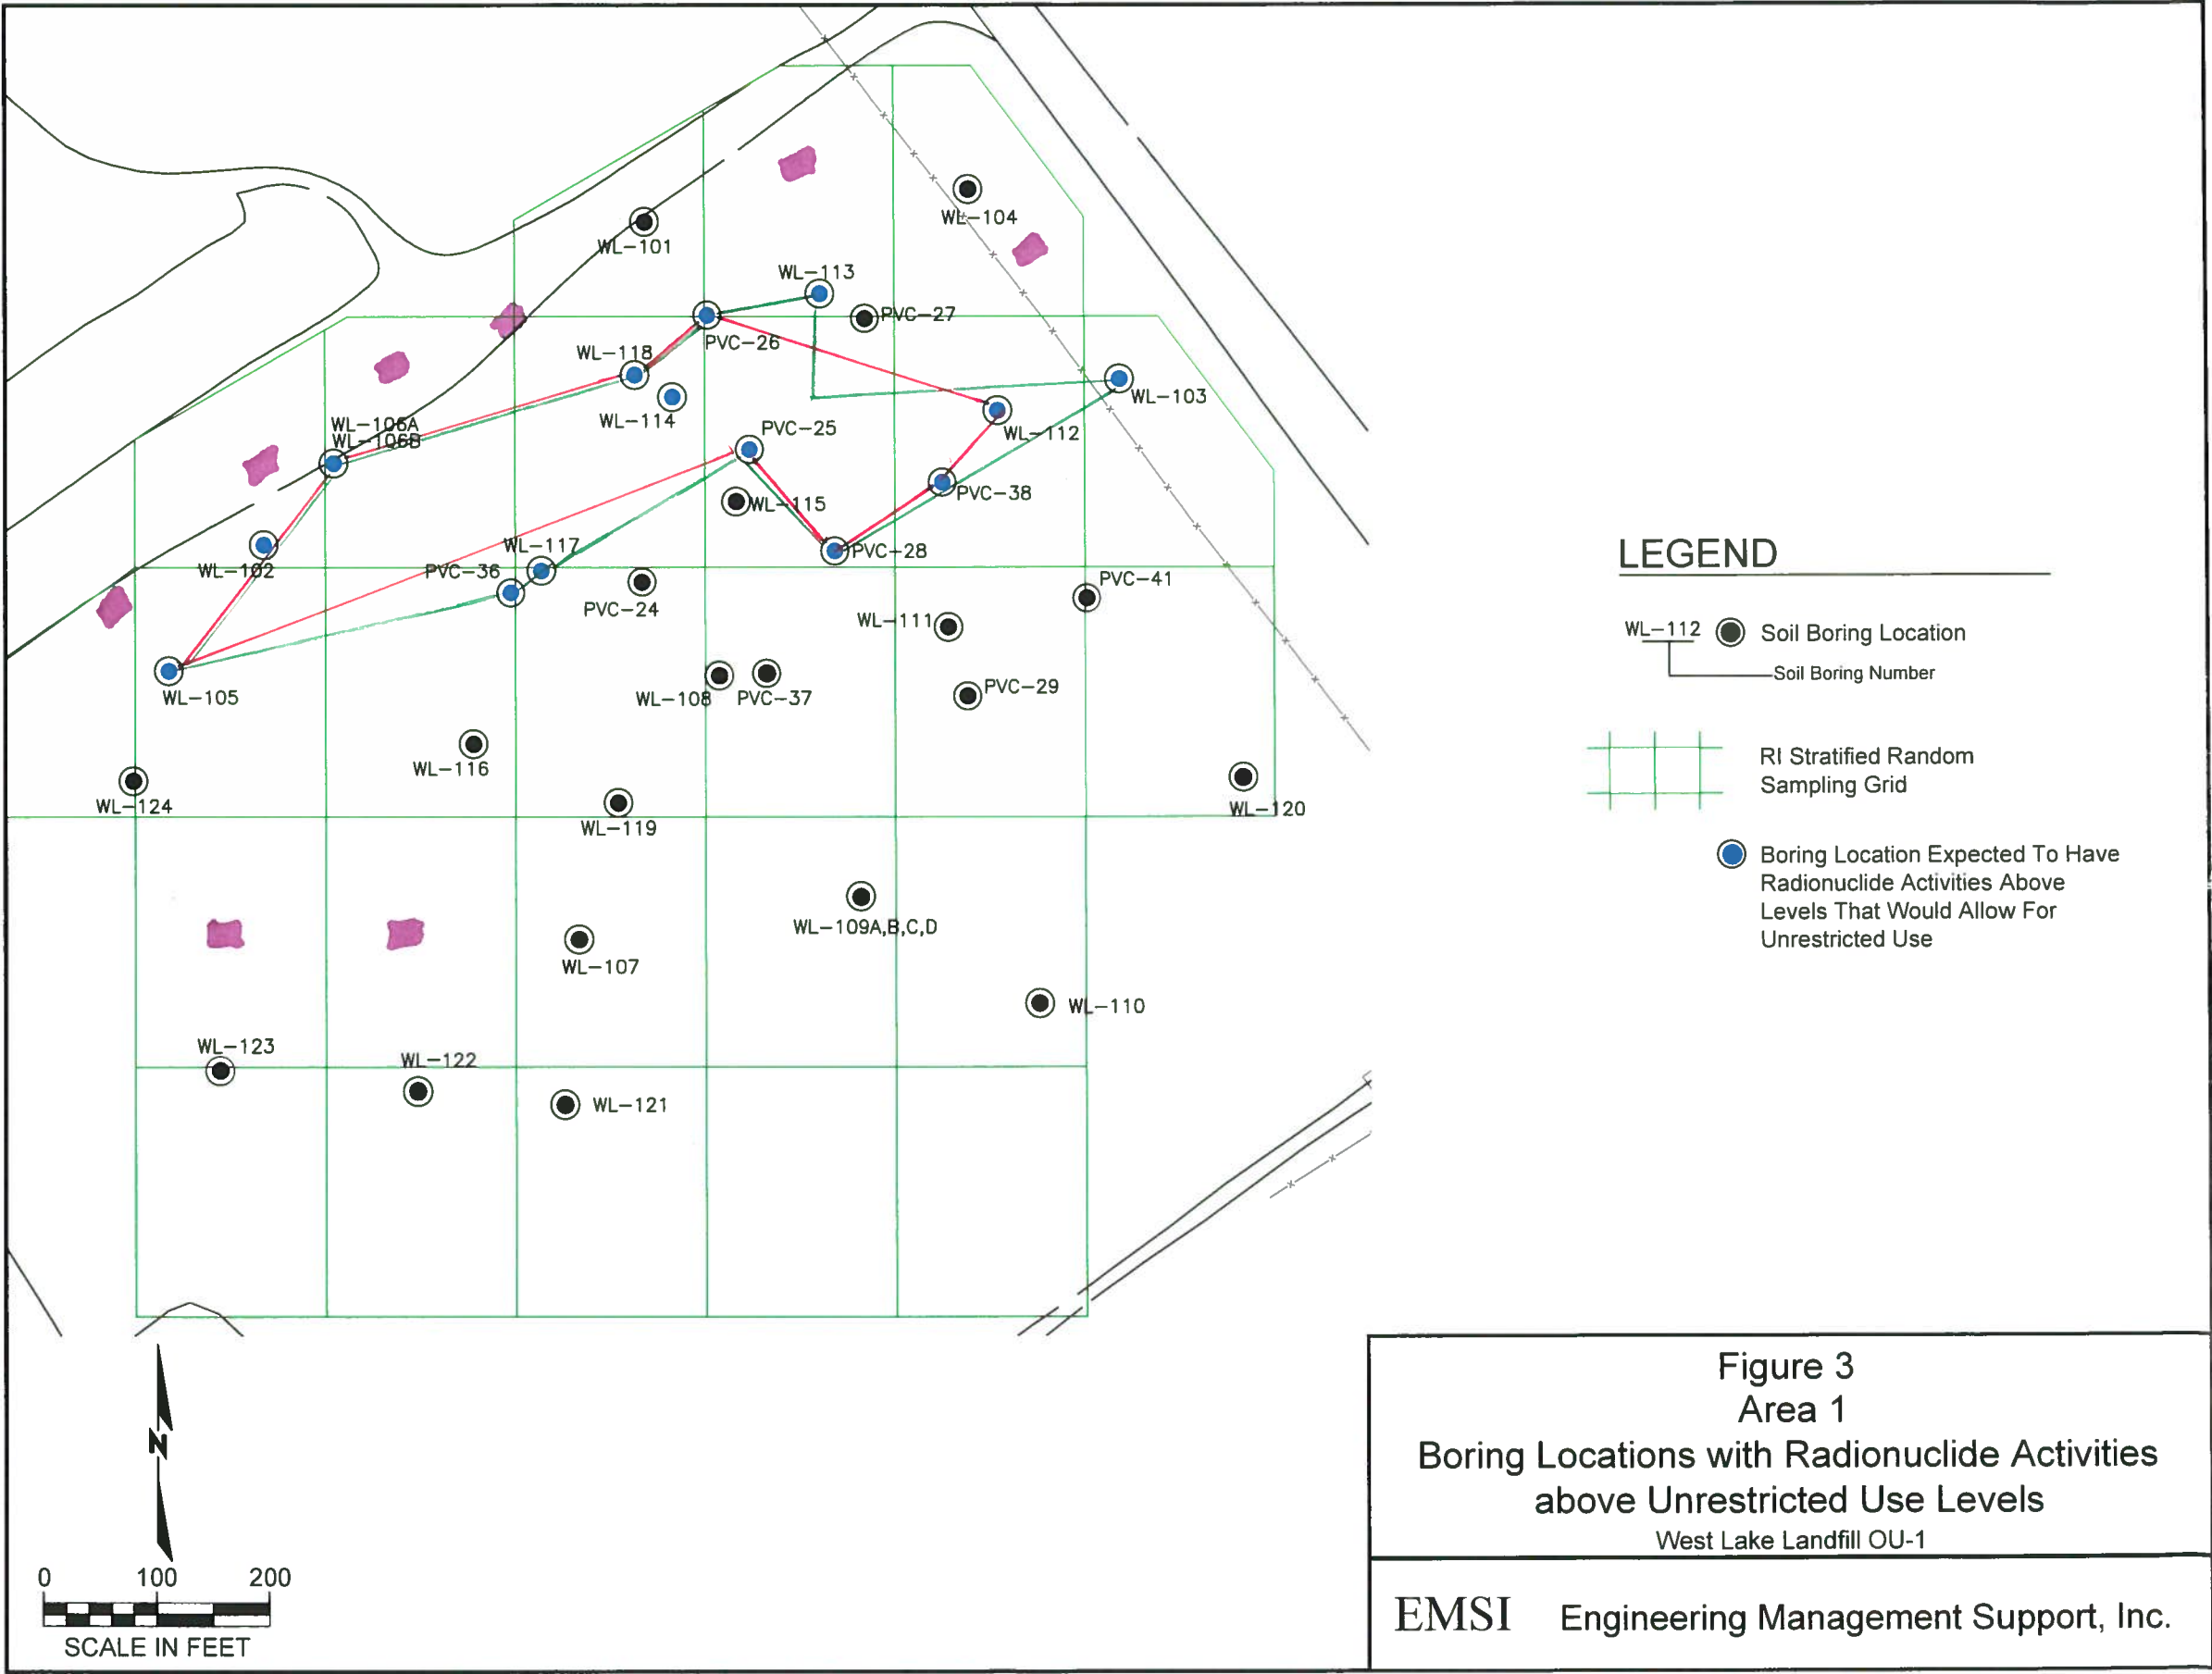 WL-104
WL-101
WL-113
PVC-27
PVC-26
WL-118
WL-103
WL-114
WL-106A
WL-106B
PVC-25
WL-112
PVC-38
WL-115
WL-117
PVC-28
WL-102
PVC-36
PVC-41
PVC-24
WL-111
PVC-29
WL-105
WL-108
PVC-37
WL-116
WL-124
WL-120
WL-119
WL-109A,B,C,D
WL-107
WL-110
WL-123
WL-122
WL-121
LEGEND
WL-112
Soil Boring Location
Soil Boring Number
RI Stratified Random
Sampling Grid
Boring Location Expected To Have
Radionuclide Activities Above
Levels That Would Allow For
Unrestricted Use
N
0 100 200
SCALE IN FEET
Figure 3
Area 1
Boring Locations with Radionuclide Activities
above Unrestricted Use Levels
West Lake Landfill OU-1
EMSI Engineering Management Support, Inc.